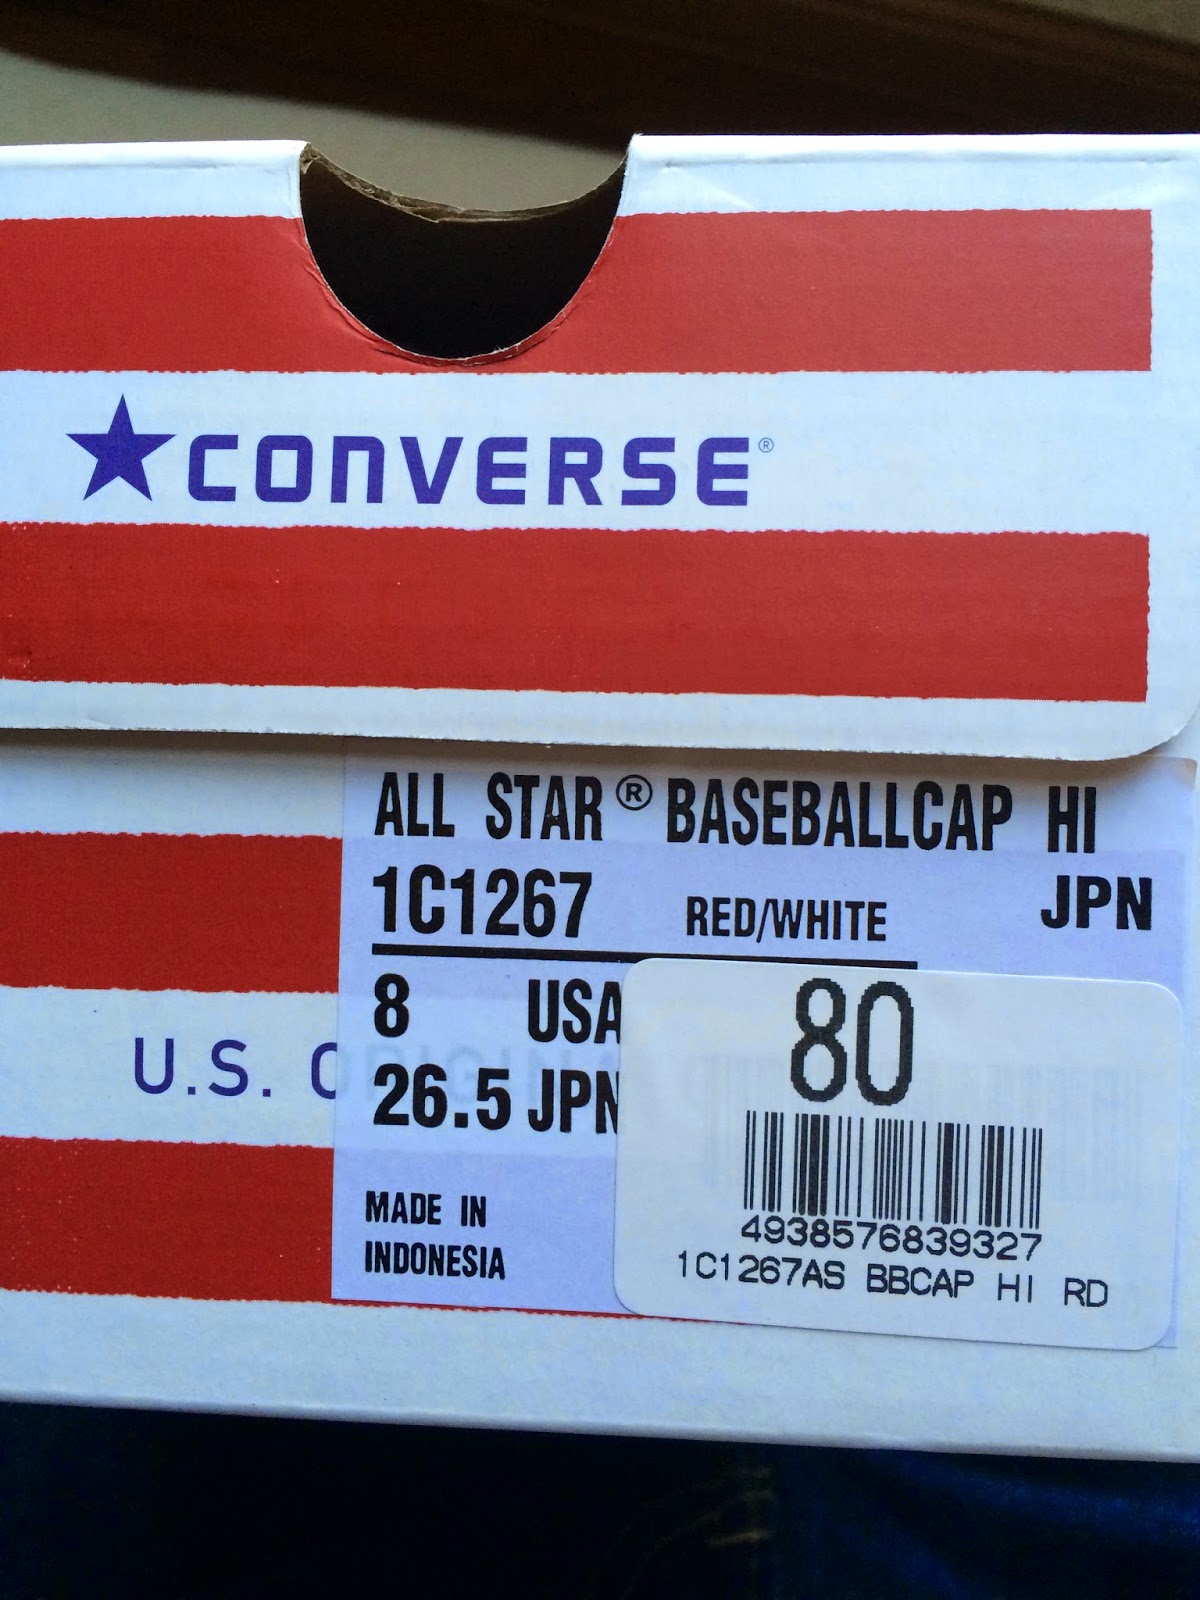 CONVERSE®
ALL STAR® BASEBALLCAP HI
1C1267 RED/WHITE JPN
8 USA
26.5 JPN
U.S. ORIGIN
MADE IN
INDONESIA
80
4938576839327
1C1267AS BBCAP HI RD